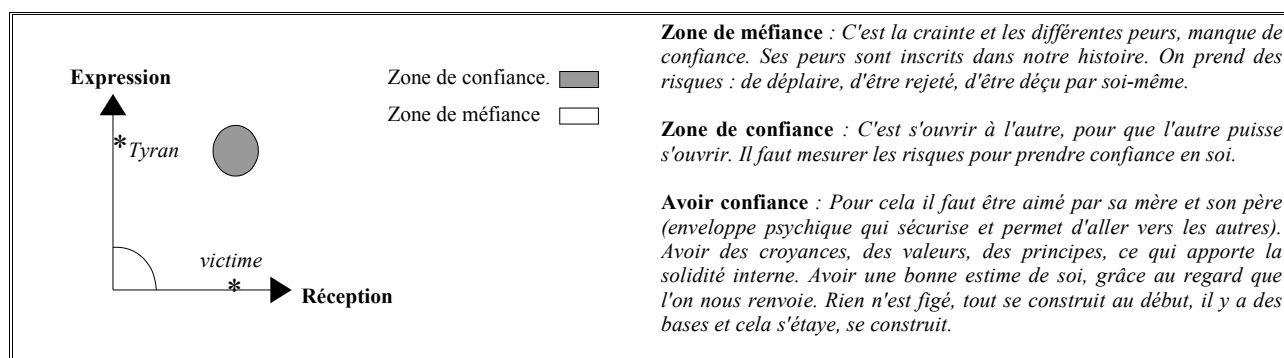 Expression
Zone de confiance.
Zone de méfiance
*Tyran
victime
*
Réception
Zone de méfiance : C'est la crainte et les différentes peurs, manque de
confiance. Ses peurs sont inscrits dans notre histoire. On prend des
risques : de déplaire, d'être rejeté, d'être déçu par soi-même.
Zone de confiance : C'est s'ouvrir à l'autre, pour que l'autre puisse
s'ouvrir. Il faut mesurer les risques pour prendre confiance en soi.
Avoir confiance : Pour cela il faut être aimé par sa mère et son père
(enveloppe psychique qui sécurise et permet d'aller vers les autres).
Avoir des croyances, des valeurs, des principes, ce qui apporte la
solidité interne. Avoir une bonne estime de soi, grâce au regard que
l'on nous renvoie. Rien n'est figé, tout se construit au début, il y a des
bases et cela s'étaye, se construit.